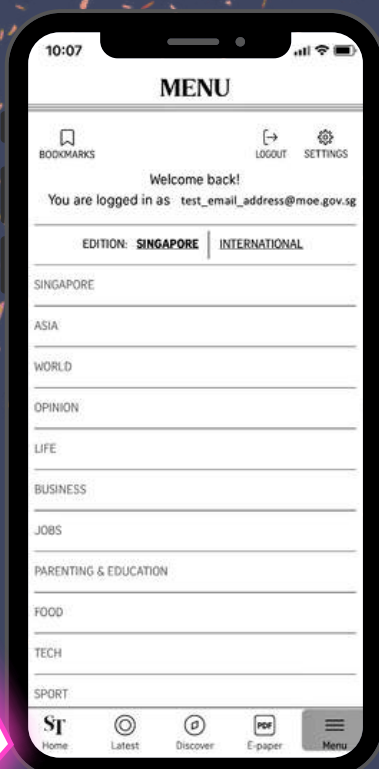 10:07
MENU
BOOKMARKS LOGOUT SETTINGS
Welcome back!
You are logged in as test_email_address@moe.gov.sg
EDITION: SINGAPORE INTERNATIONAL
SINGAPORE
ASIA
WORLD
OPINION
LIFE
BUSINESS
JOBS
PARENTING & EDUCATION
FOOD
TECH
SPORT
ST PDF
Home Latest Discover E-paper Menu